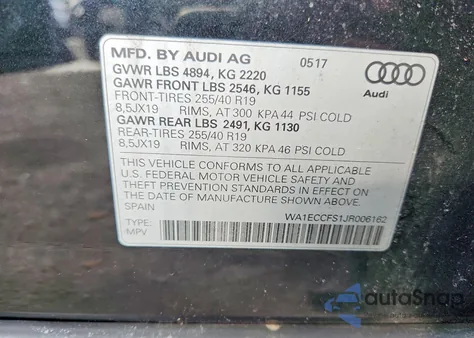 MFD. BY AUDI AG 0517
GVWR LBS 4894, KG 2220
GAWR FRONT LBS 2546, KG 1155
FRONT-TIRES 255/40 R19
8,5JX19 RIMS, AT 300 KPA 44 PSI COLD
GAWR REAR LBS 2491, KG 1130
REAR-TIRES 255/40 R19
8,5JX19 RIMS, AT 320 KPA 46 PSI COLD
Audi
THIS VEHICLE CONFORMS TO ALL APPLICABLE
U.S. FEDERAL MOTOR VEHICLE SAFETY AND
THEFT PREVENTION STANDARDS IN EFFECT ON
THE DATE OF MANUFACTURE SHOWN ABOVE.
SPAIN
WA1ECCFS1JR006162
TYPE:
MPV
autoSnap